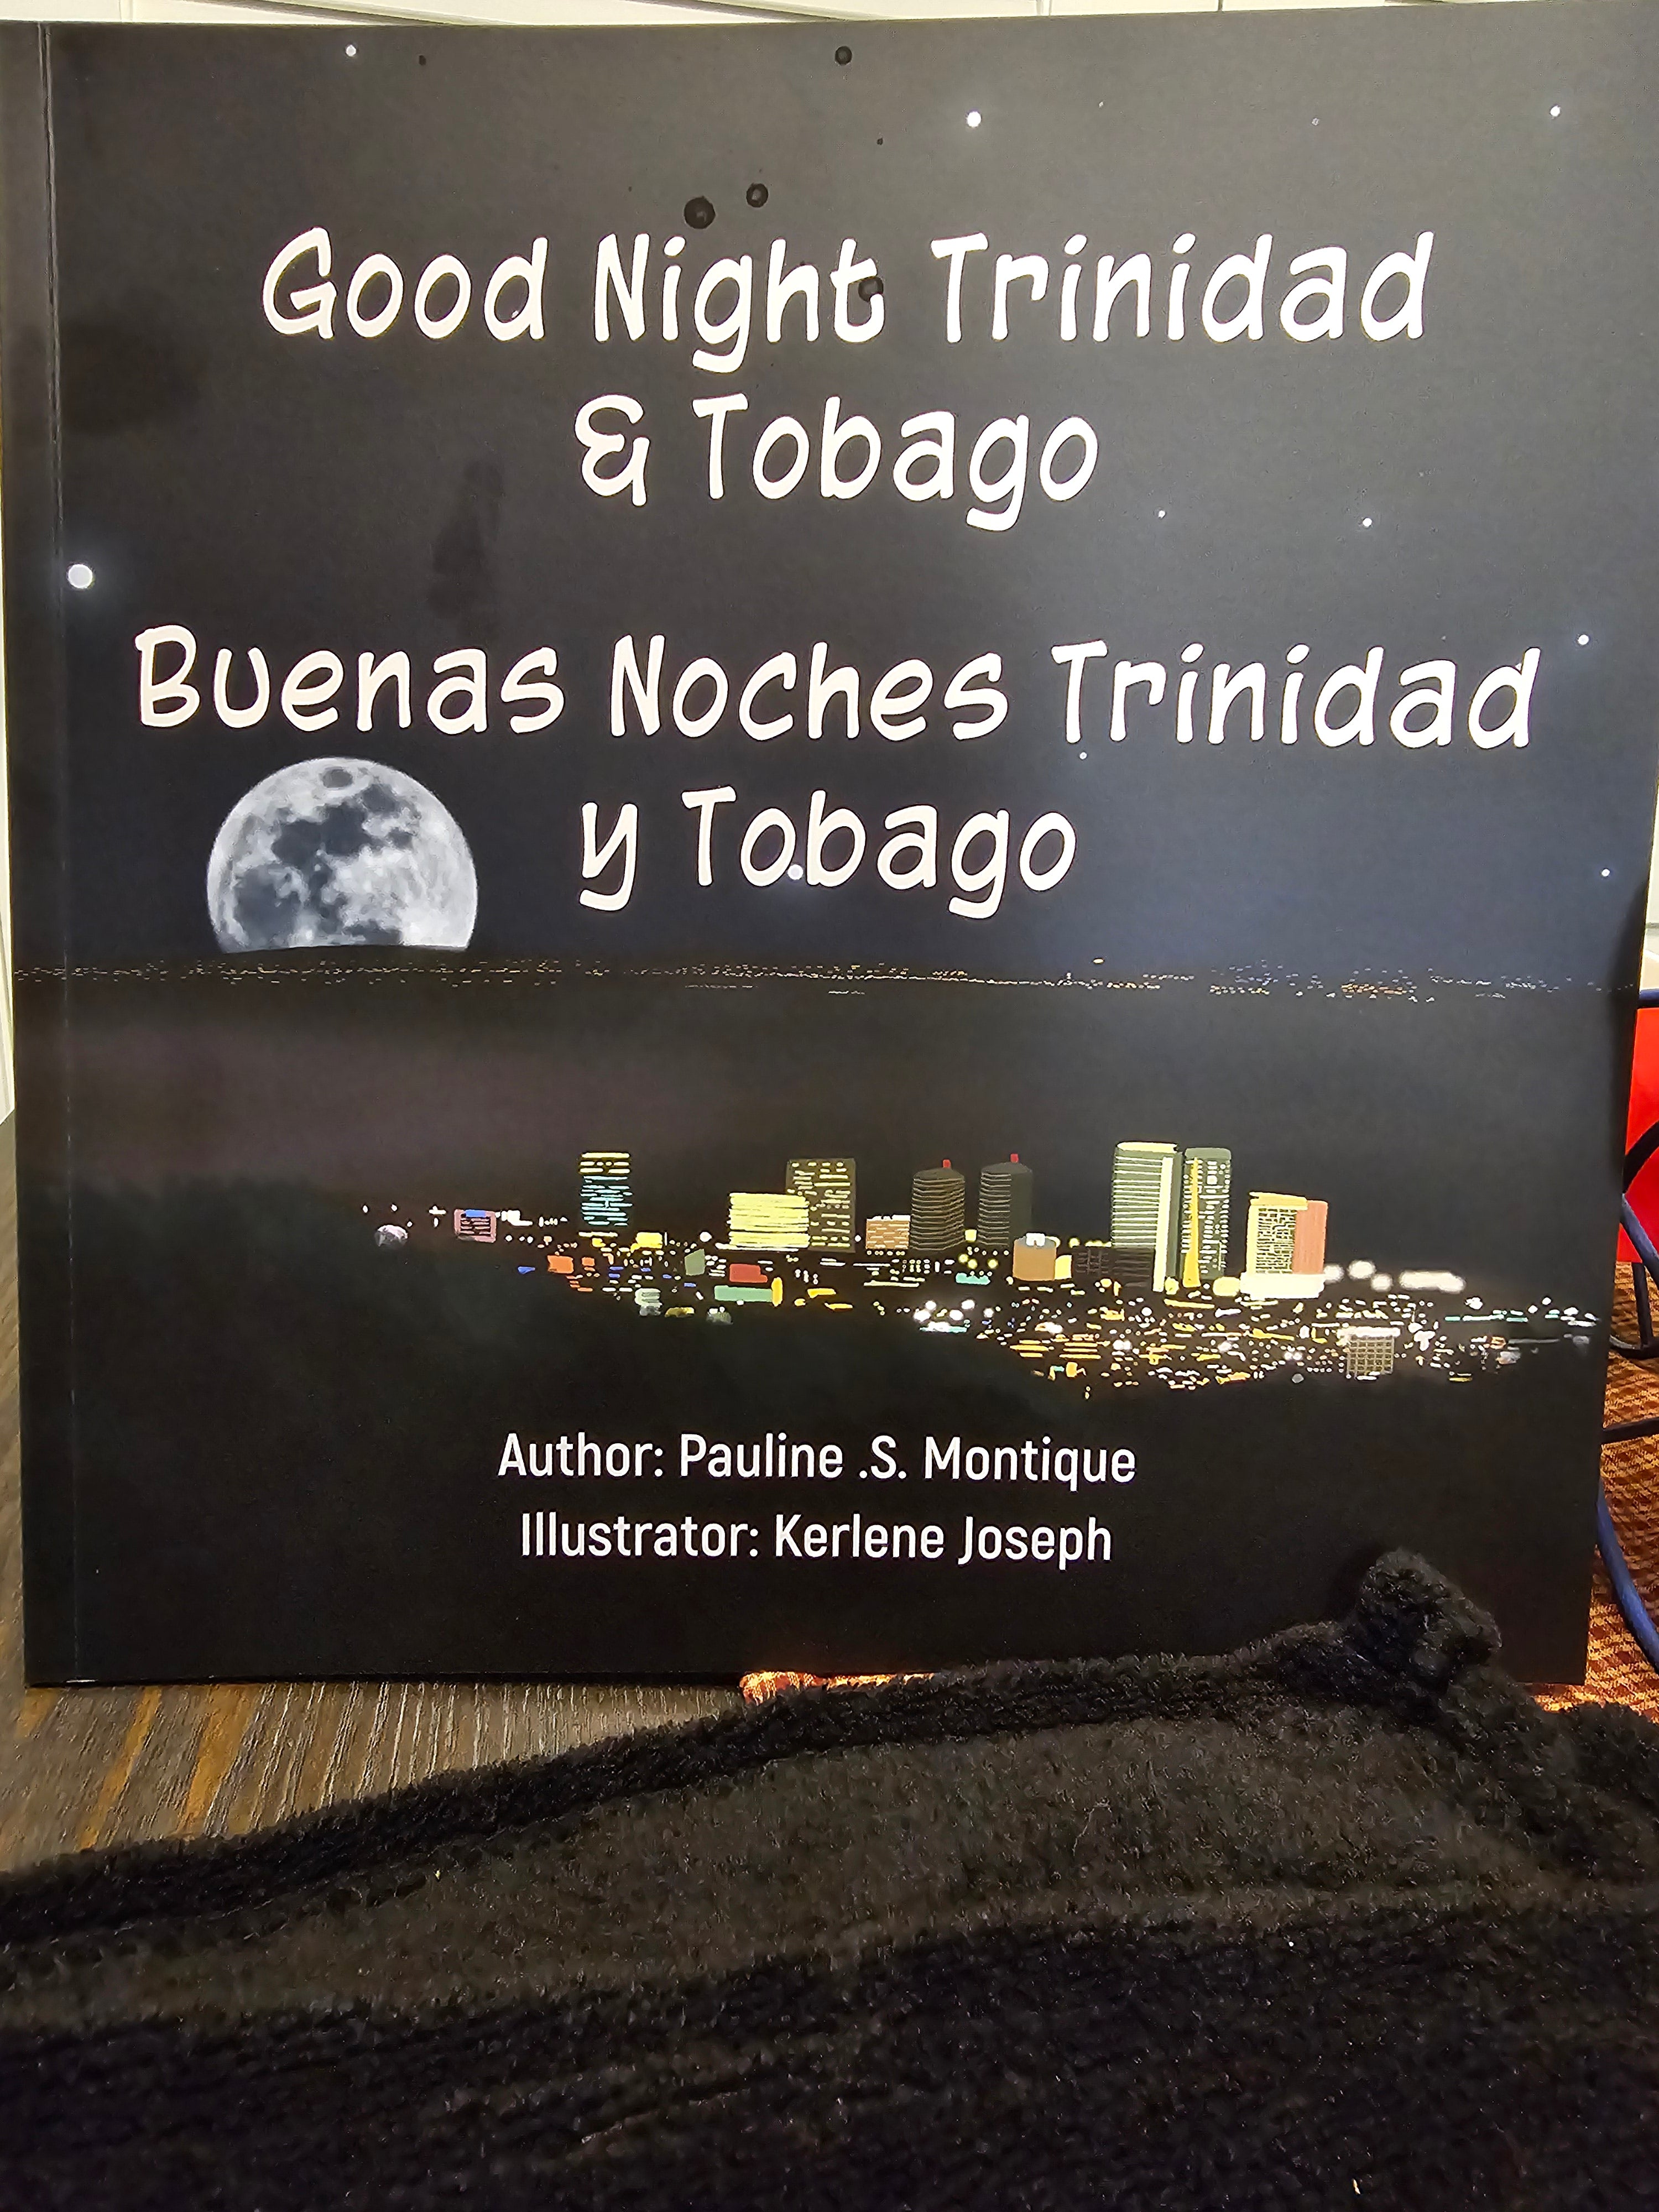 Good Night Trinidad
& Tobago
Buenas Noches Trinidad
y Tobago
Author: Pauline .S. Montique
Illustrator: Kerlene Joseph